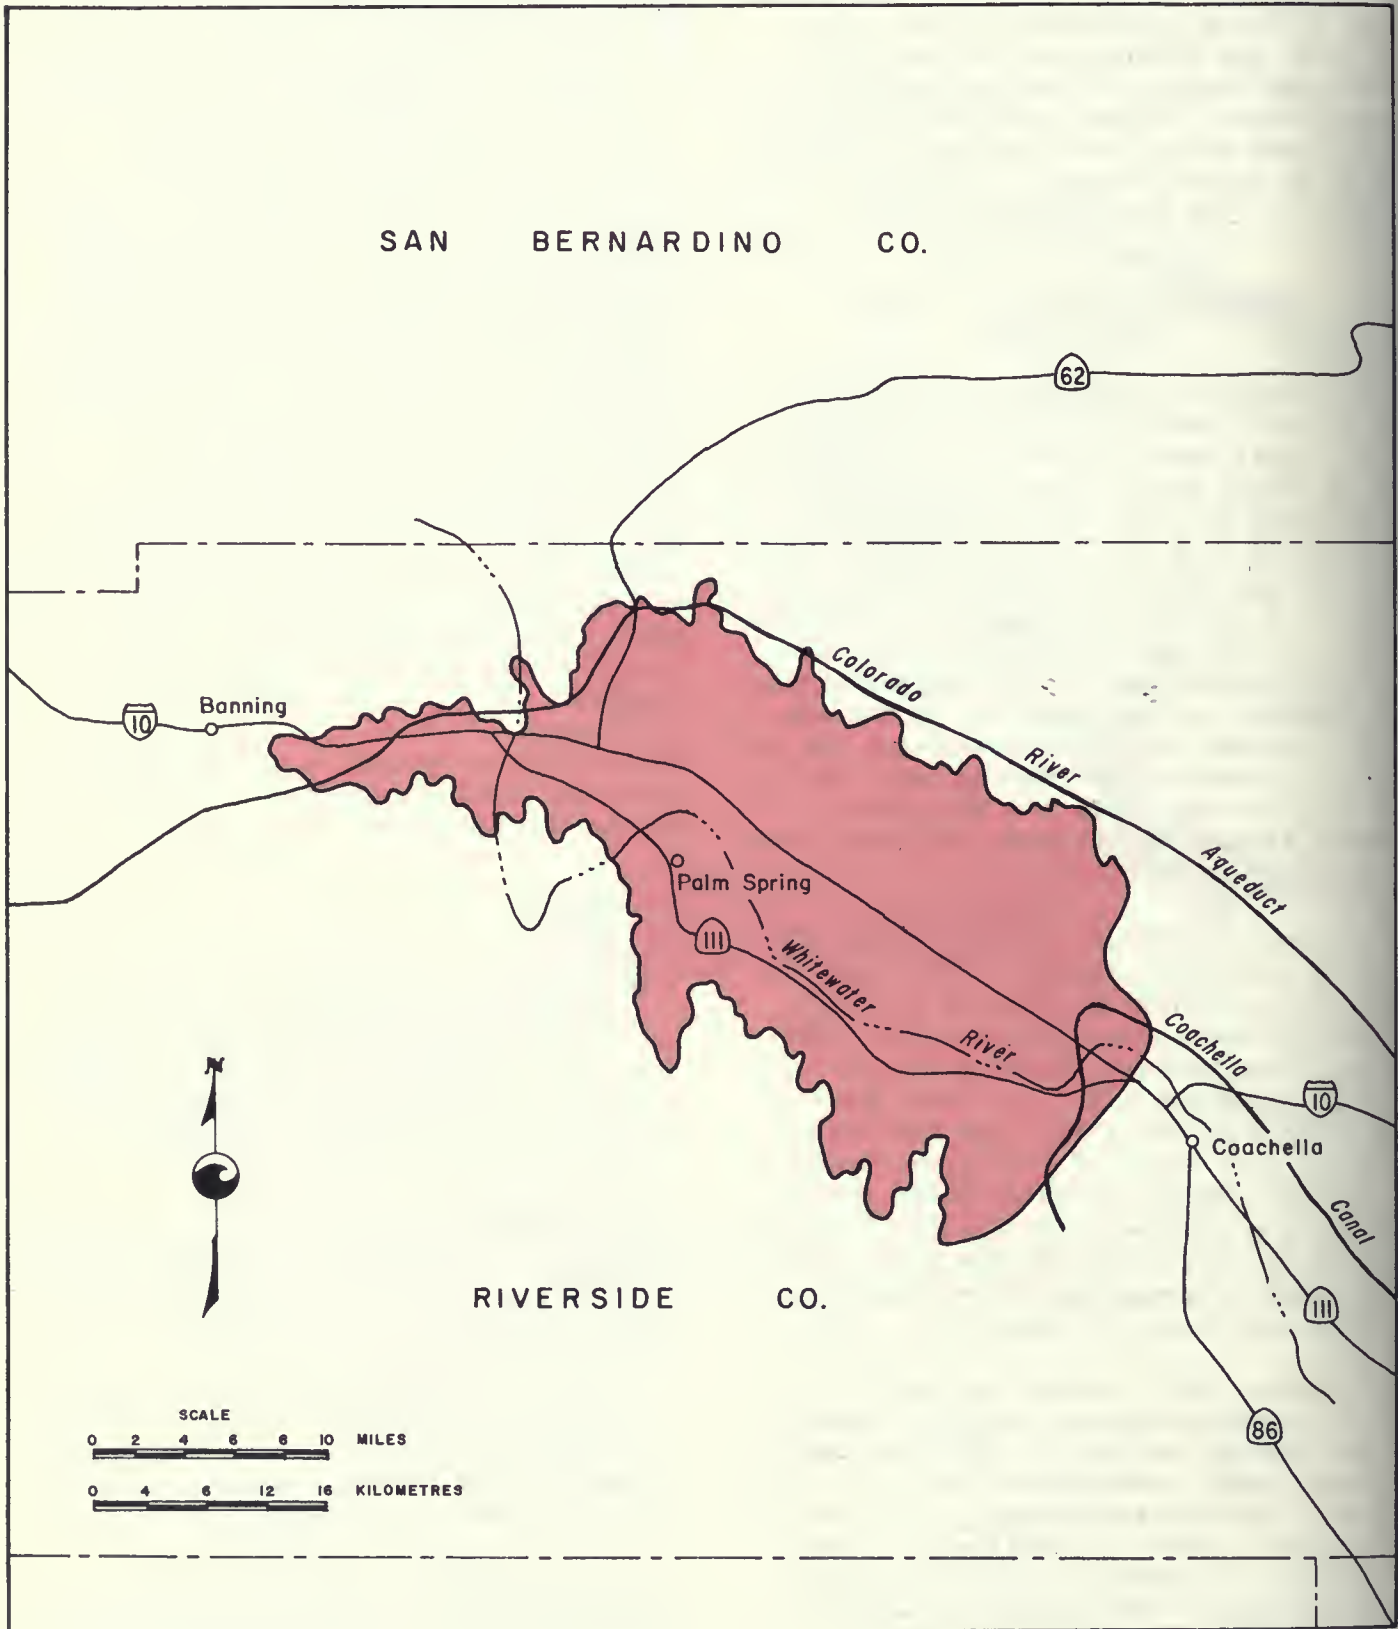 SAN BERNARDINO CO.
62
Colorado
River
Aqueduct
10
Banning
Palm Spring
111
Whitewater
River
Coachella
Canal
10
Coachella
N
RIVERSIDE CO.
111
86
SCALE
0 2 4 6 8 10 MILES
0 4 6 12 16 KILOMETRES